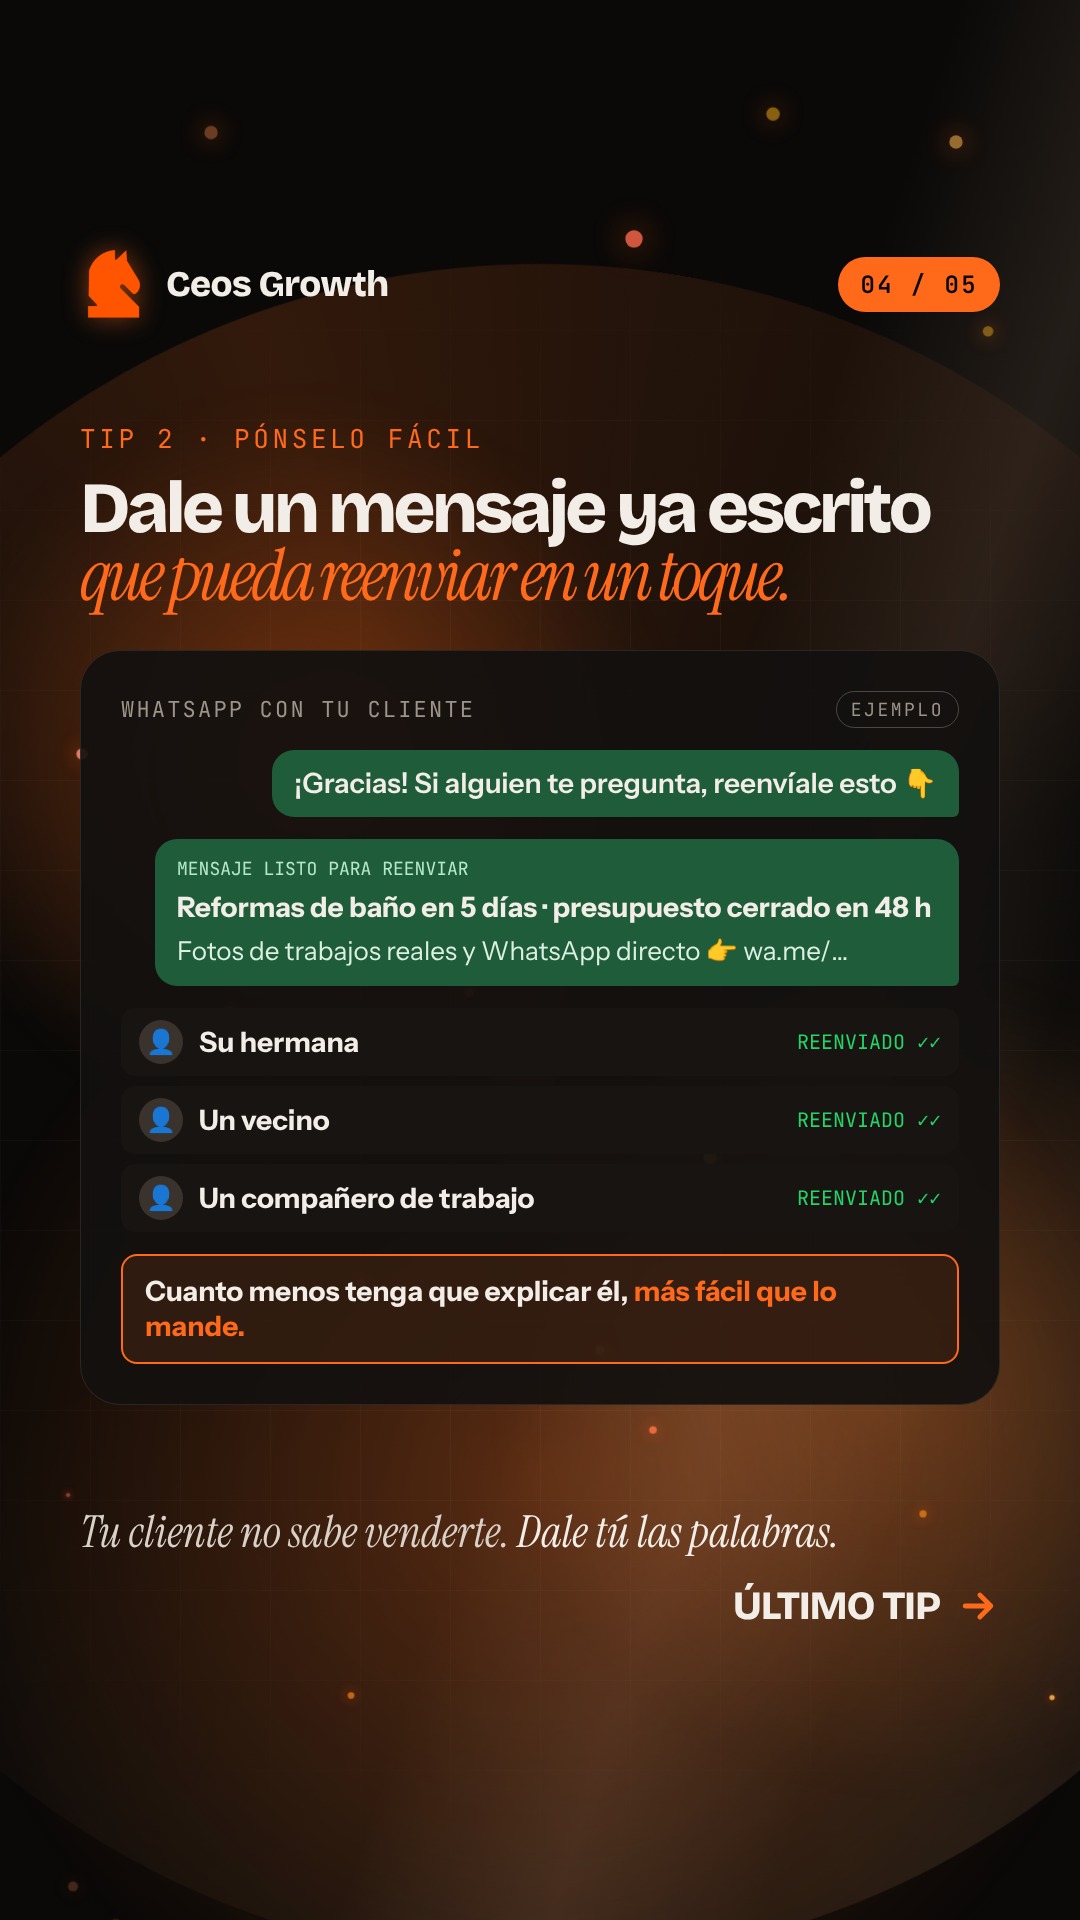 Ceos Growth
04 / 05
TIP 2 · PÓNSELO FÁCIL
Dale un mensaje ya escrito
que pueda reenviar en un toque.
WHATSAPP CON TU CLIENTE
EJEMPLO
¡Gracias! Si alguien te pregunta, reenvíale esto 👇
MENSAJE LISTO PARA REENVIAR
Reformas de baño en 5 días · presupuesto cerrado en 48 h
Fotos de trabajos reales y WhatsApp directo 👉 wa.me/...
Su hermana
REENVIADO ✓✓
Un vecino
REENVIADO ✓✓
Un compañero de trabajo
REENVIADO ✓✓
Cuanto menos tenga que explicar él, más fácil que lo
mande.
Tu cliente no sabe venderte. Dale tú las palabras.
ÚLTIMO TIP →